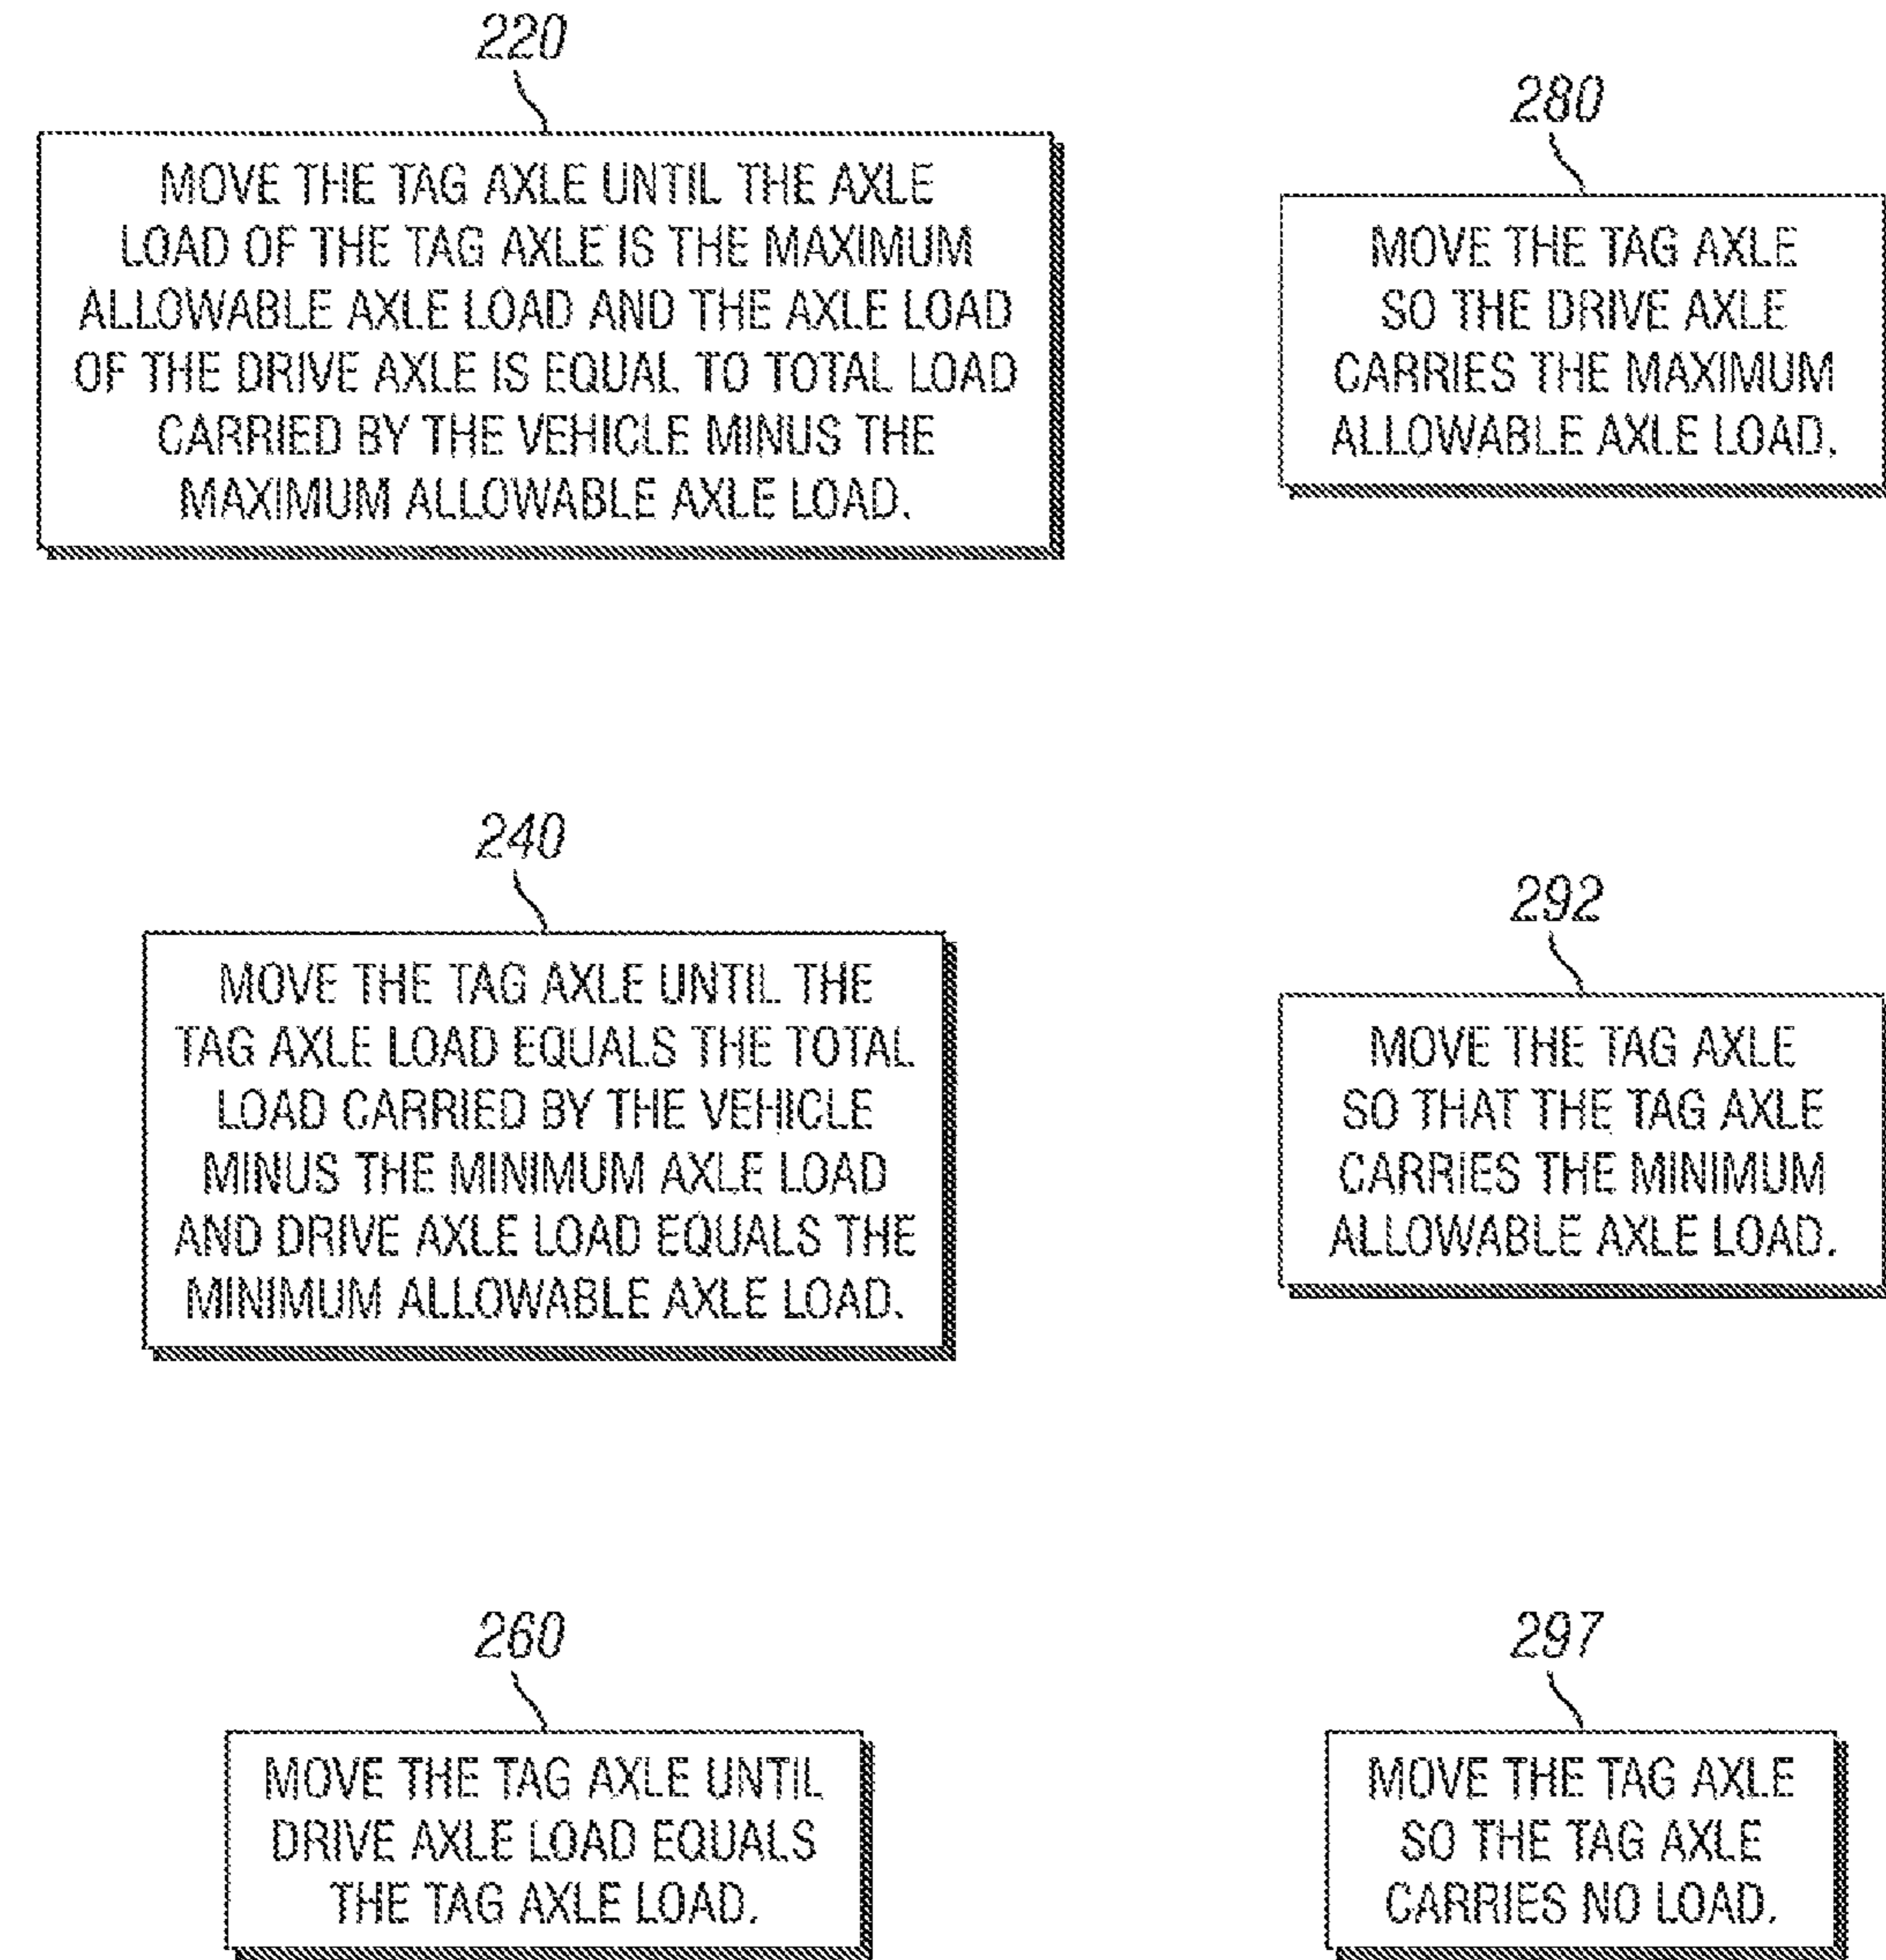 220
MOVE THE TAG AXLE UNTIL THE AXLE
LOAD OF THE TAG AXLE IS THE MAXIMUM
ALLOWABLE AXLE LOAD AND THE AXLE LOAD
OF THE DRIVE AXLE IS EQUAL TO TOTAL LOAD
CARRIED BY THE VEHICLE MINUS THE
MAXIMUM ALLOWABLE AXLE LOAD.
280
MOVE THE TAG AXLE
SO THE DRIVE AXLE
CARRIES THE MAXIMUM
ALLOWABLE AXLE LOAD.
240
MOVE THE TAG AXLE UNTIL THE
TAG AXLE LOAD EQUALS THE TOTAL
LOAD CARRIED BY THE VEHICLE
MINUS THE MINIMUM AXLE LOAD
AND DRIVE AXLE LOAD EQUALS THE
MINIMUM ALLOWABLE AXLE LOAD.
292
MOVE THE TAG AXLE
SO THAT THE TAG AXLE
CARRIES THE MINIMUM
ALLOWABLE AXLE LOAD.
260
MOVE THE TAG AXLE UNTIL
DRIVE AXLE LOAD EQUALS
THE TAG AXLE LOAD.
297
MOVE THE TAG AXLE
SO THE TAG AXLE
CARRIES NO LOAD.